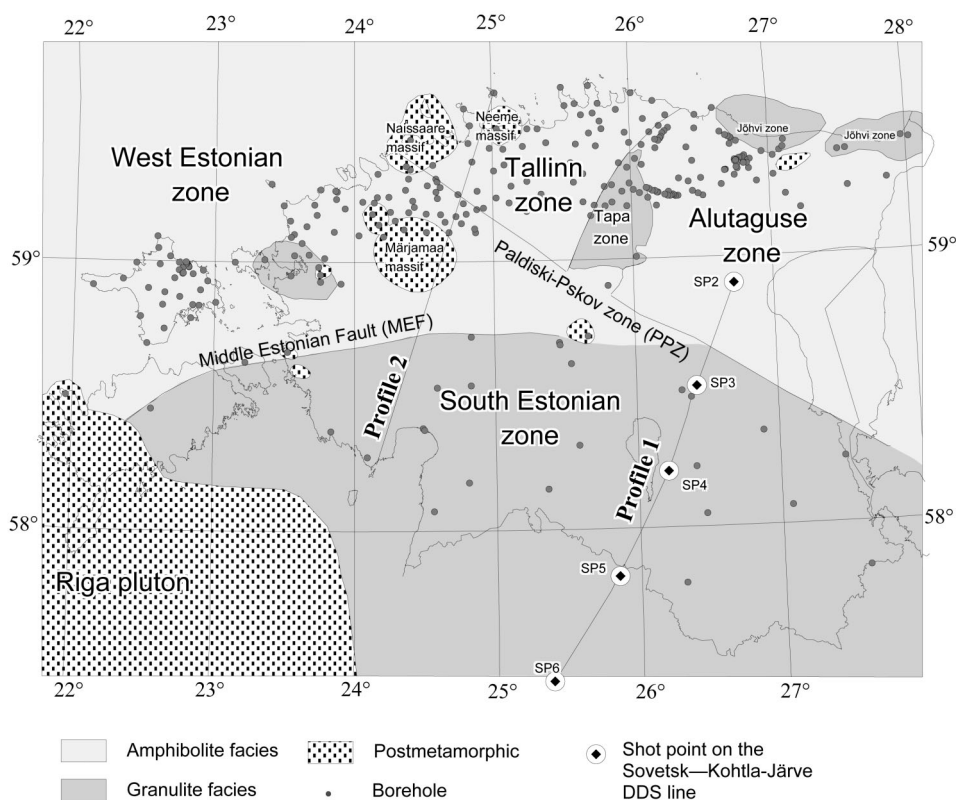 22° 23° 24° 25° 26° 27° 28°
Naissaare
massif
Neeme
massif
Jõhvi zone
Jõhvi zone
West Estonian
zone
Tallinn
zone
Tapa
zone
Alutaguse
zone
Märjamaa
massif
59°
59°
SP2
Paldiski-Pskov zone (PPZ)
Middle Estonian Fault (MEF)
Profile 2
SP3
South Estonian
zone
Profile 1
SP4
58°
58°
SP5
Riga pluton
SP6
22° 23° 24° 25° 26° 27°
Amphibolite facies
Granulite facies
Postmetamorphic
Borehole
Shot point on the
Sovetsk—Kohtla-Järve
DDS line